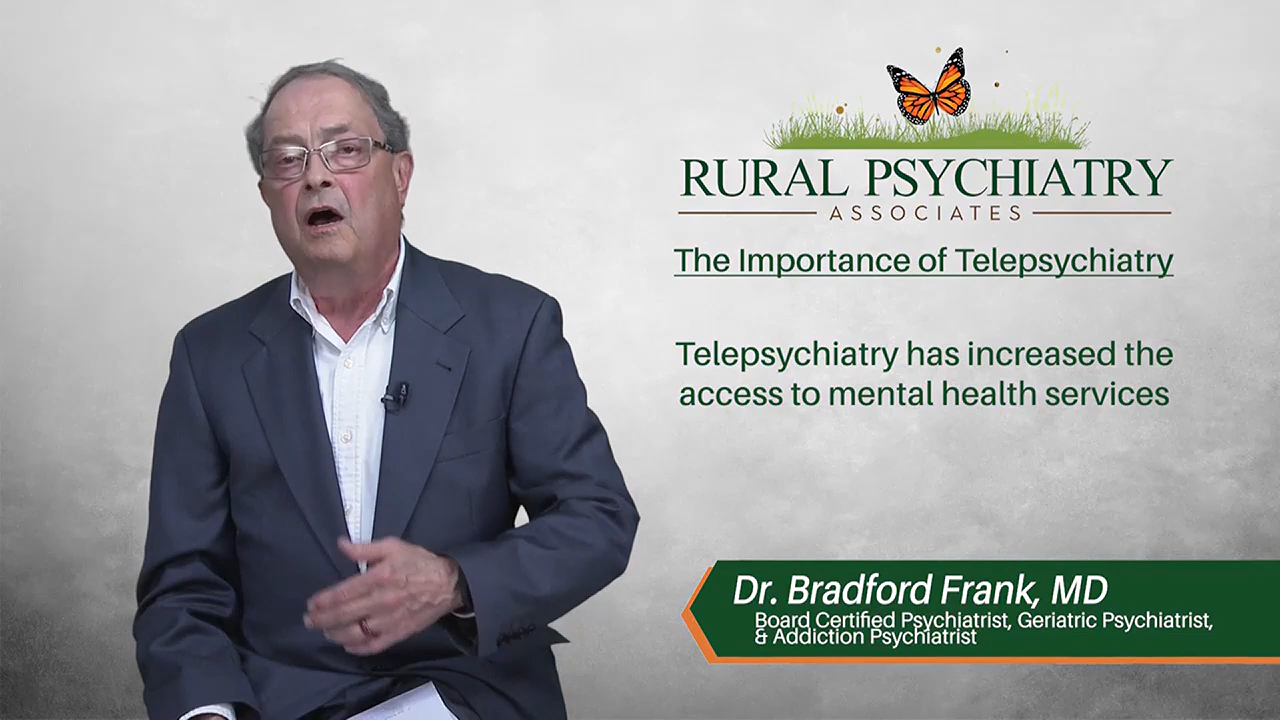 RURAL PSYCHIATRY
ASSOCIATES
The Importance of Telepsychiatry
Telepsychiatry has increased the
access to mental health services
Dr. Bradford Frank, MD
Board Certified Psychiatrist, Geriatric Psychiatrist,
& Addiction Psychiatrist